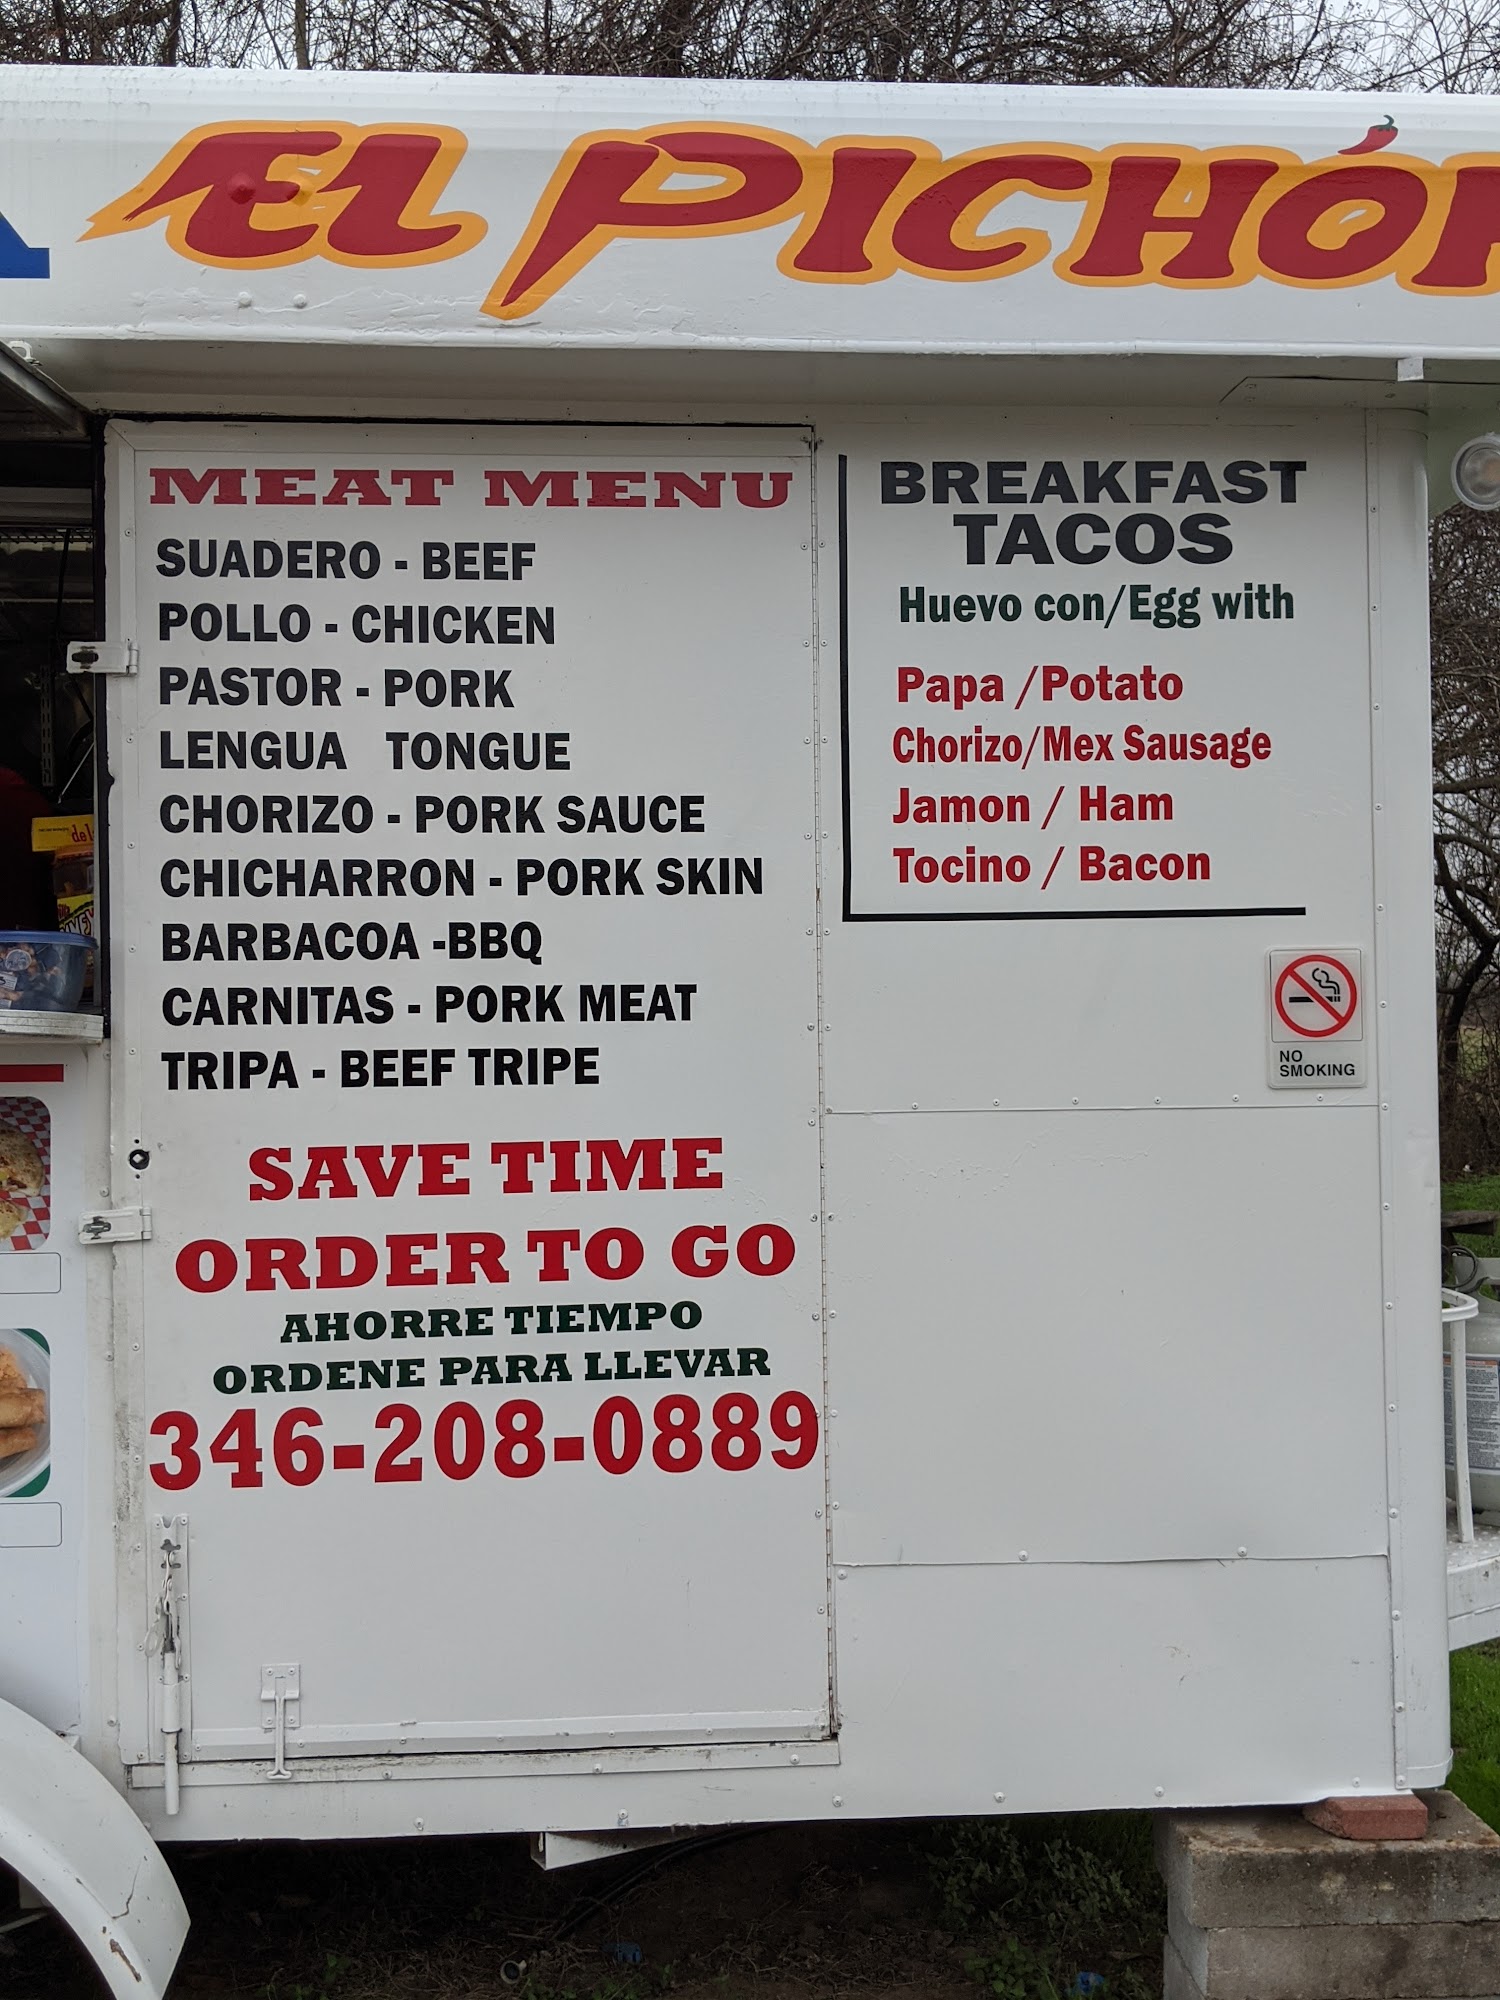 EL PICHÓN
MEAT MENU
SUADERO - BEEF
POLLO - CHICKEN
PASTOR - PORK
LENGUA TONGUE
CHORIZO - PORK SAUCE
CHICHARRON - PORK SKIN
BARBACOA -BBQ
CARNITAS - PORK MEAT
TRIPA - BEEF TRIPE
SAVE TIME
ORDER TO GO
AHORRE TIEMPO
ORDENE PARA LLEVAR
346-208-0889
BREAKFAST
TACOS
Huevo con/Egg with
Papa /Potato
Chorizo/Mex Sausage
Jamon / Ham
Tocino / Bacon
NO
SMOKING